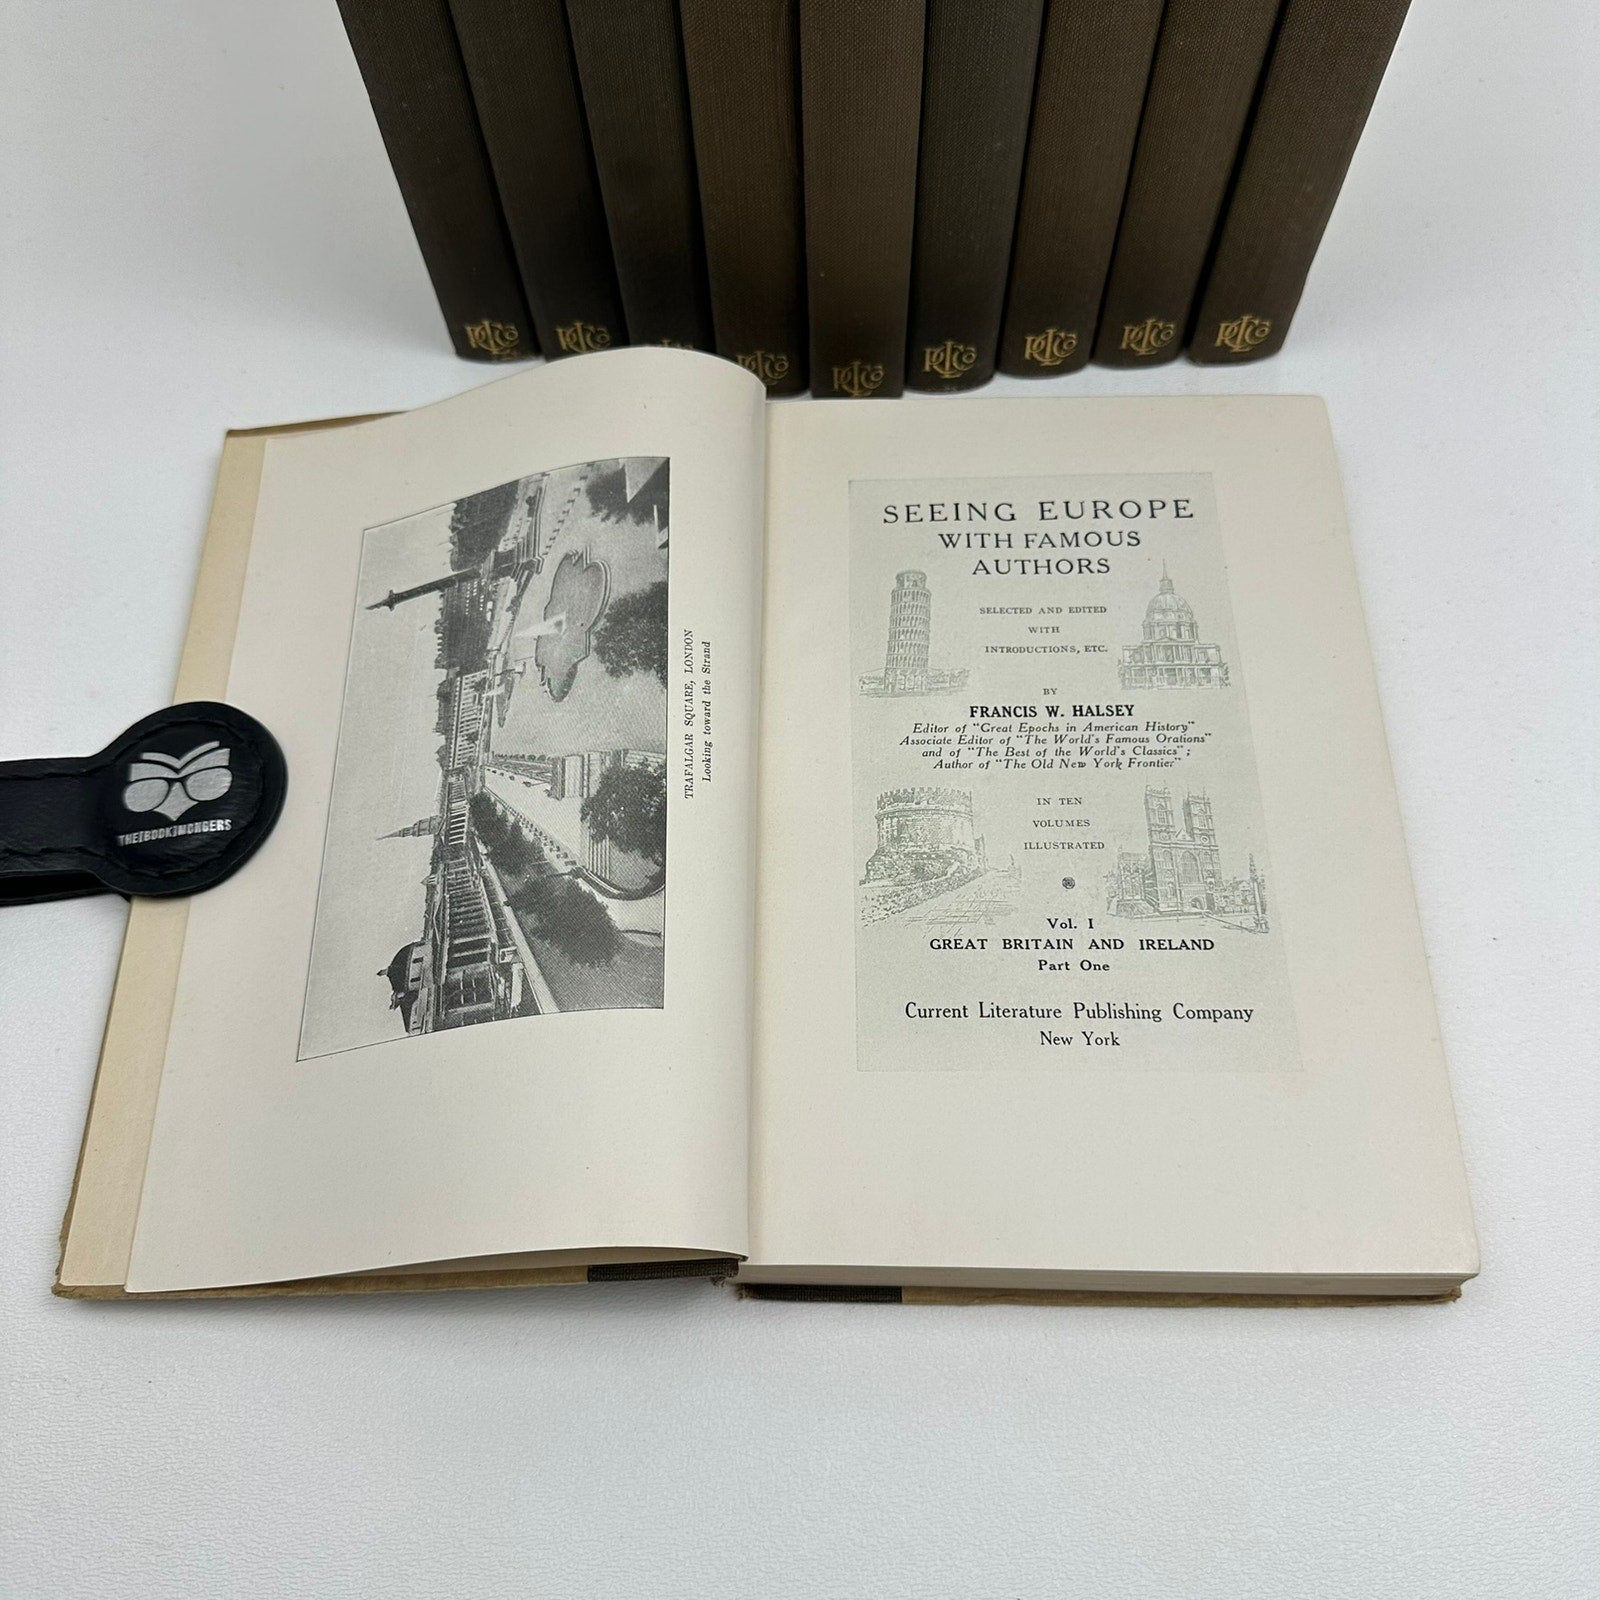 TRAFALGAR SQUARE, LONDON
Looking toward the Strand
THE[BOOK]MONGERS
SEEING EUROPE
WITH FAMOUS
AUTHORS
SELECTED AND EDITED
WITH
INTRODUCTIONS, ETC.
BY
FRANCIS W. HALSEY
Editor of "Great Epochs in American History"
Associate Editor of "The World's Famous Orations"
and of "The Best of the World's Classics";
Author of "The Old New York Frontier"
IN TEN
VOLUMES
ILLUSTRATED
Vol. I
GREAT BRITAIN AND IRELAND
Part One
Current Literature Publishing Company
New York